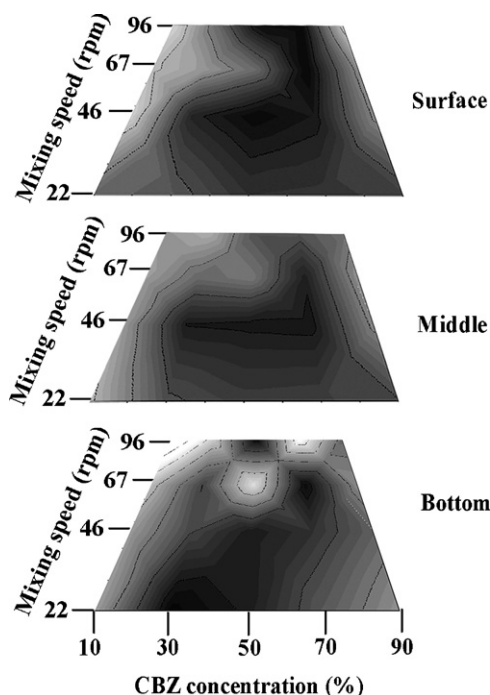 Mixing speed (rpm)
96
67
46
22
Surface
Mixing speed (rpm)
96
67
46
22
Middle
Mixing speed (rpm)
96
67
46
22
Bottom
10 30 50 70 90
CBZ concentration (%)